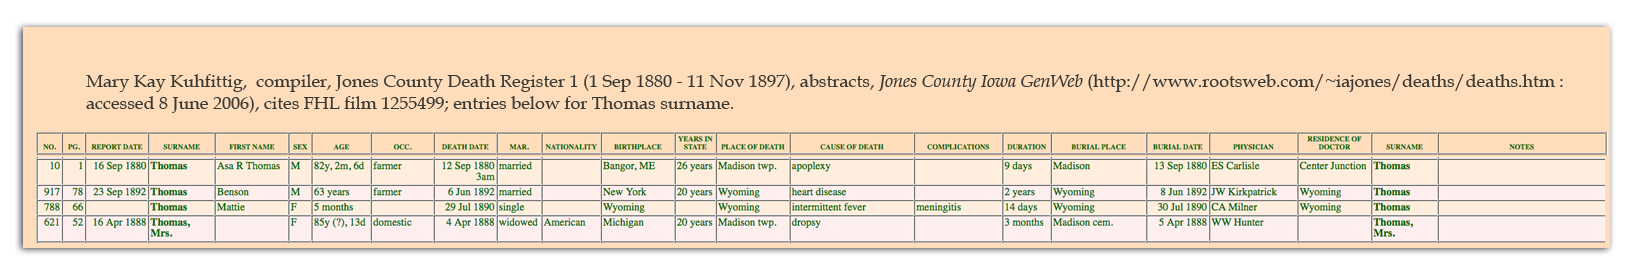 Mary Kay Kuhfittig, compiler, Jones County Death Register 1 (1 Sep 1880 - 11 Nov 1897), abstracts, Jones County Iowa GenWeb (http://www.rootsweb.com/~iajones/deaths/deaths.htm :
accessed 8 June 2006), cites FHL film 1255499; entries below for Thomas surname.
NO. PG. REPORT DATE SURNAME FIRST NAME SEX AGE OCC. DEATH DATE MAR. NATIONALITY BIRTHPLACE YEARS IN STATE PLACE OF DEATH CAUSE OF DEATH COMPLICATIONS DURATION BURIAL PLACE BURIAL DATE PHYSICIAN RESIDENCE OF DOCTOR SURNAME NOTES
10 1 16 Sep 1880 Thomas Asa R Thomas M 82y, 2m, 6d farmer 12 Sep 1880 3am married Bangor, ME 26 years Madison twp. apoplexy 9 days Madison 13 Sep 1880 ES Carlisle Center Junction Thomas
917 78 23 Sep 1892 Thomas Benson M 63 years farmer 6 Jun 1892 married New York 20 years Wyoming heart disease 2 years Wyoming 8 Jun 1892 JW Kirkpatrick Wyoming Thomas
788 66 Thomas Mattie F 5 months 29 Jul 1890 single Wyoming Wyoming intermittent fever meningitis 14 days Wyoming 30 Jul 1890 CA Milner Wyoming Thomas
621 52 16 Apr 1888 Thomas, Mrs. F 85y (?), 13d domestic 4 Apr 1888 widowed American Michigan 20 years Madison twp. dropsy 3 months Madison cem. 5 Apr 1888 WW Hunter Thomas, Mrs.